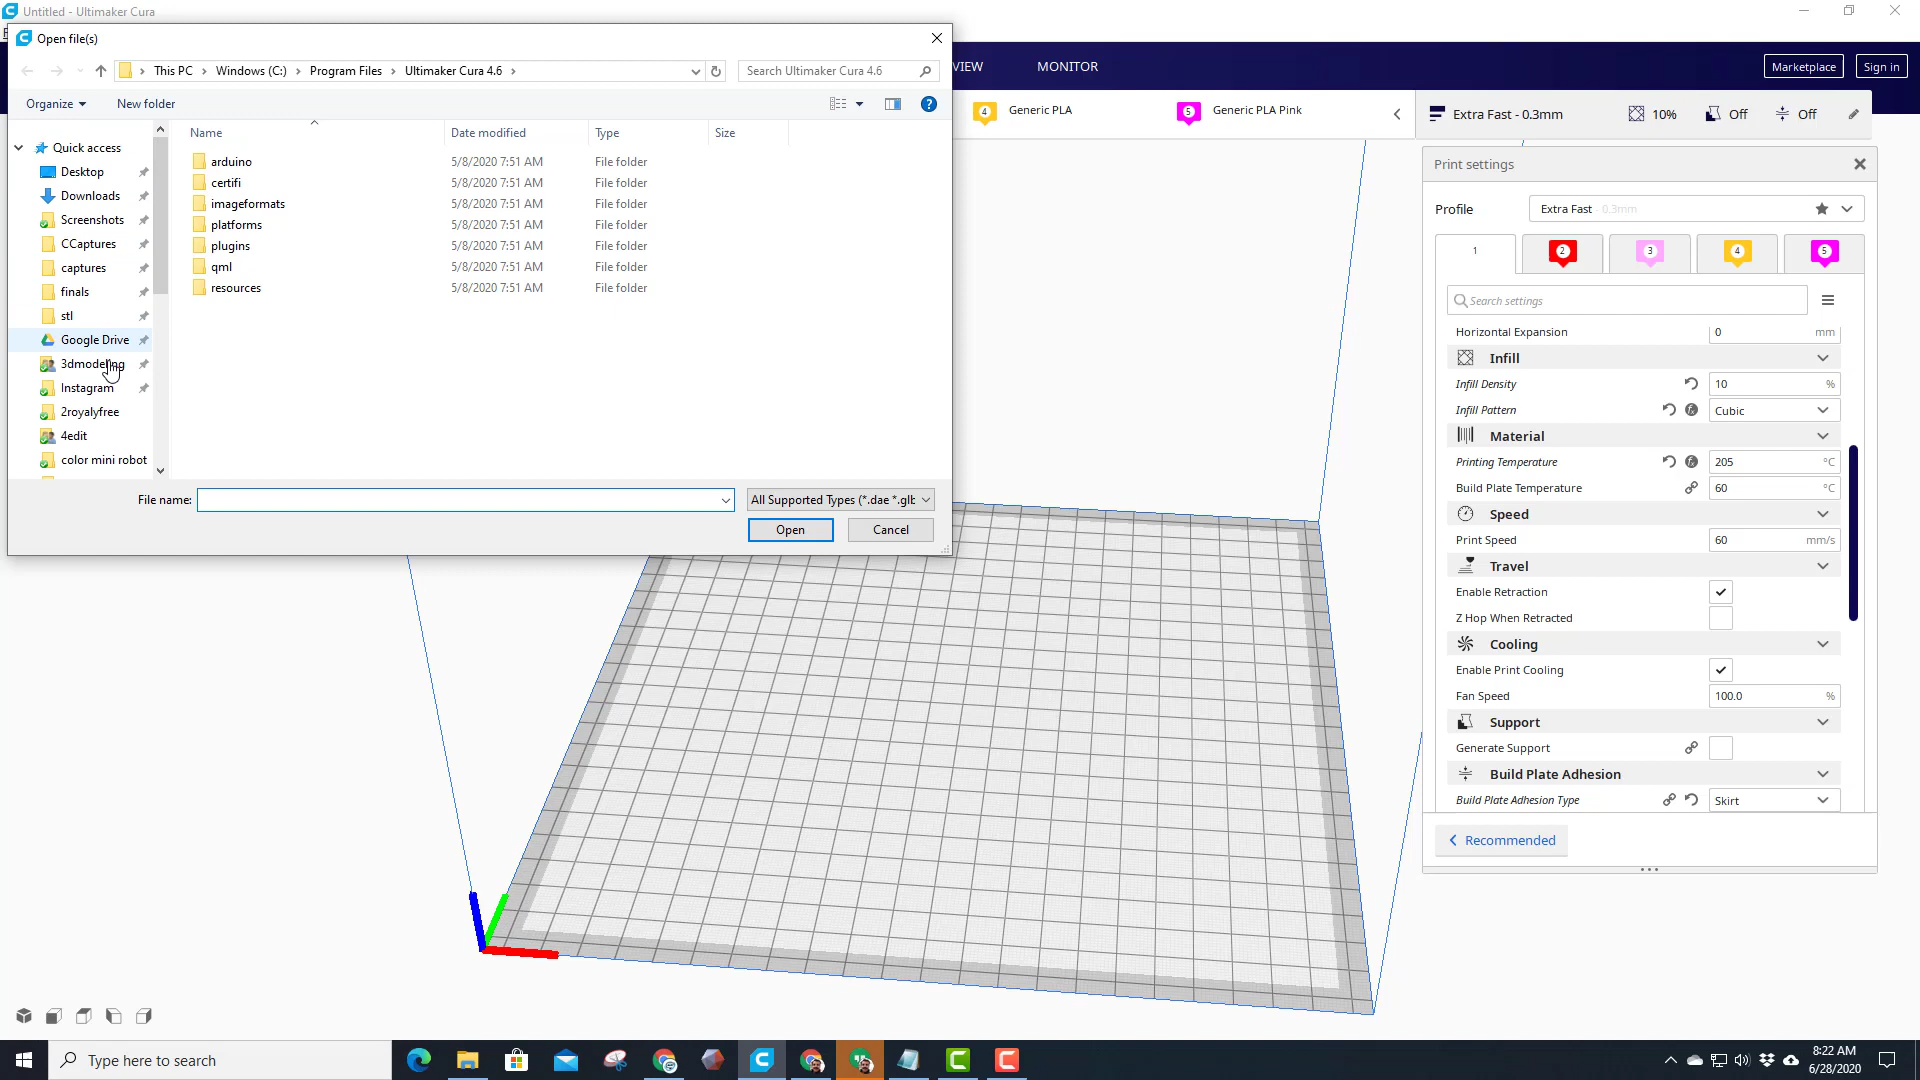 Untitled - Ultimaker Cura
Open file(s)
This PC > Windows (C:) > Program Files > Ultimaker Cura 4.6 >
Search Ultimaker Cura 4.6
VIEW
MONITOR
Marketplace
Sign in
Organize
New folder
4 Generic PLA
5 Generic PLA Pink
Extra Fast - 0.3mm
10%
Off
Off
Name
Date modified
Type
Size
Quick access
Desktop
Downloads
Screenshots
CCaptures
captures
finals
stl
Google Drive
3dmodeling
Instagram
2royalyfree
4edit
color mini robot
arduino 5/8/2020 7:51 AM File folder
certifi 5/8/2020 7:51 AM File folder
imageformats 5/8/2020 7:51 AM File folder
platforms 5/8/2020 7:51 AM File folder
plugins 5/8/2020 7:51 AM File folder
qml 5/8/2020 7:51 AM File folder
resources 5/8/2020 7:51 AM File folder
File name:
All Supported Types (*.dae *.glb
Open
Cancel
Print settings
Profile
Extra Fast - 0.3mm
1 2 3 4 5
Search settings
Horizontal Expansion 0 mm
Infill
Infill Density 10 %
Infill Pattern Cubic
Material
Printing Temperature 205 °C
Build Plate Temperature 60 °C
Speed
Print Speed 60 mm/s
Travel
Enable Retraction
Z Hop When Retracted
Cooling
Enable Print Cooling
Fan Speed 100.0 %
Support
Generate Support
Build Plate Adhesion
Build Plate Adhesion Type Skirt
Recommended
Type here to search
8:22 AM
6/28/2020